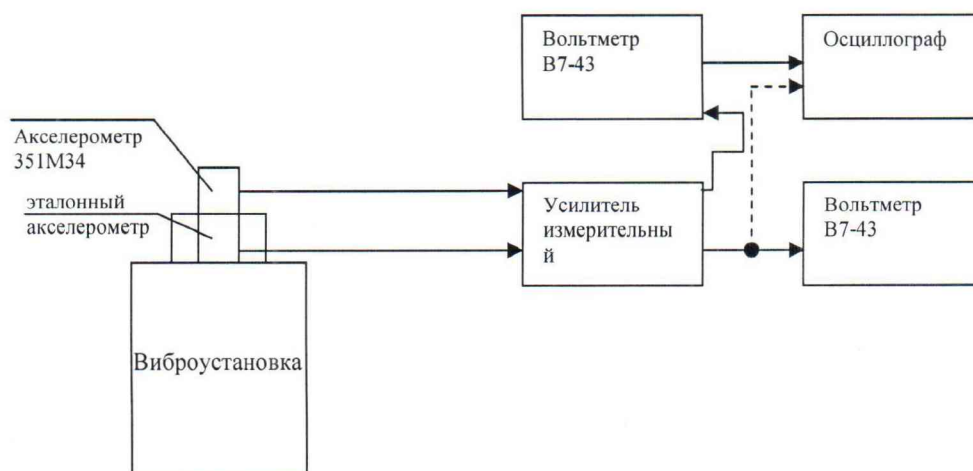 Вольтметр
В7-43
Осциллограф
Акселерометр
351М34
эталонный
акселерометр
Усилитель
измерительны
й
Вольтметр
В7-43
Виброустановка